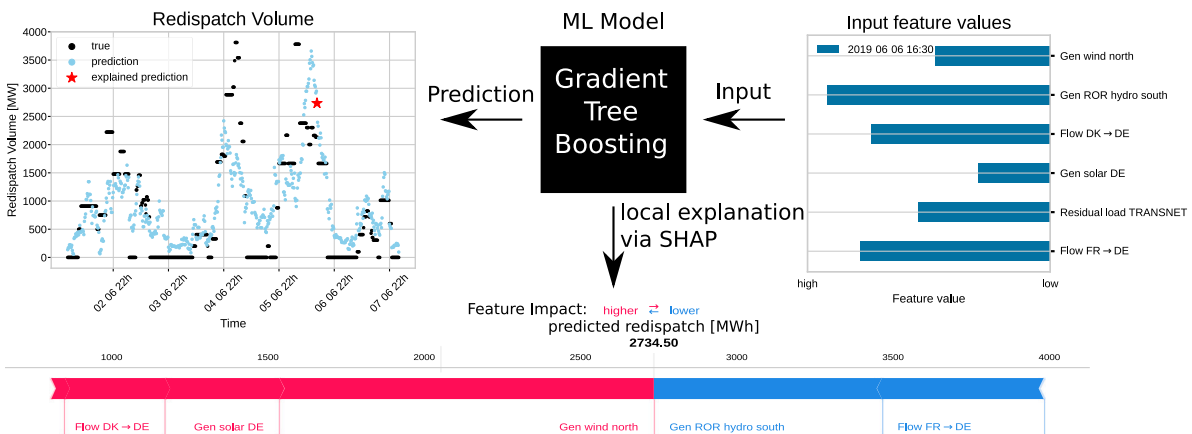 Redispatch Volume
Redispatch Volume [MW]
4000
3500
3000
2500
2000
1500
1000
500
0
true
prediction
explained prediction
02 06 22h
03 06 22h
04 06 22h
05 06 22h
06 06 22h
07 06 22h
Time
Prediction
ML Model
Gradient
Tree
Boosting
Input
Input feature values
2019 06 06 16:30
Gen wind north
Gen ROR hydro south
Flow DK → DE
Gen solar DE
Residual load TRANSNET
Flow FR → DE
high
low
Feature value
local explanation
via SHAP
Feature Impact: higher ⇄ lower
predicted redispatch [MWh]
2734.50
1000 1500 2000 2500 3000 3500 4000
Flow DK → DE Gen solar DE Gen wind north Gen ROR hydro south Flow FR → DE